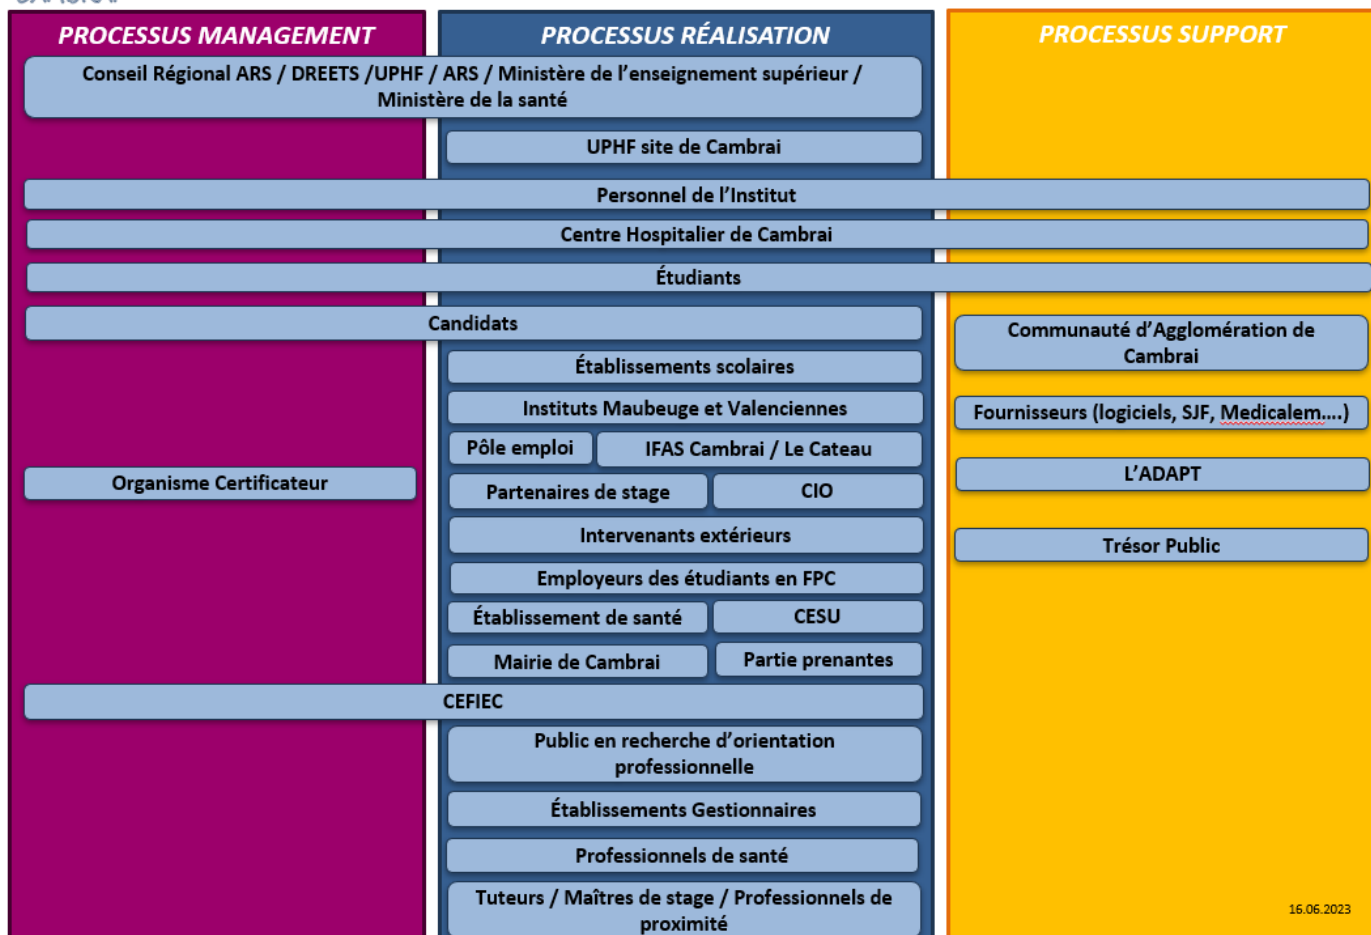 PROCESSUS MANAGEMENT
PROCESSUS RÉALISATION
PROCESSUS SUPPORT
Conseil Régional ARS / DREETS /UPHF / ARS / Ministère de l'enseignement supérieur /
Ministère de la santé
UPHF site de Cambrai
Personnel de l'Institut
Centre Hospitalier de Cambrai
Étudiants
Candidats
Communauté d'Agglomération de
Cambrai
Établissements scolaires
Instituts Maubeuge et Valenciennes
Fournisseurs (logiciels, SJF, Medicalem....)
Pôle emploi
IFAS Cambrai / Le Cateau
L'ADAPT
Organisme Certificateur
Partenaires de stage
CIO
Intervenants extérieurs
Trésor Public
Employeurs des étudiants en FPC
Établissement de santé
CESU
Mairie de Cambrai
Partie prenantes
CEFIEC
Public en recherche d'orientation
professionnelle
Établissements Gestionnaires
Professionnels de santé
Tuteurs / Maîtres de stage / Professionnels de
proximité
16.06.2023